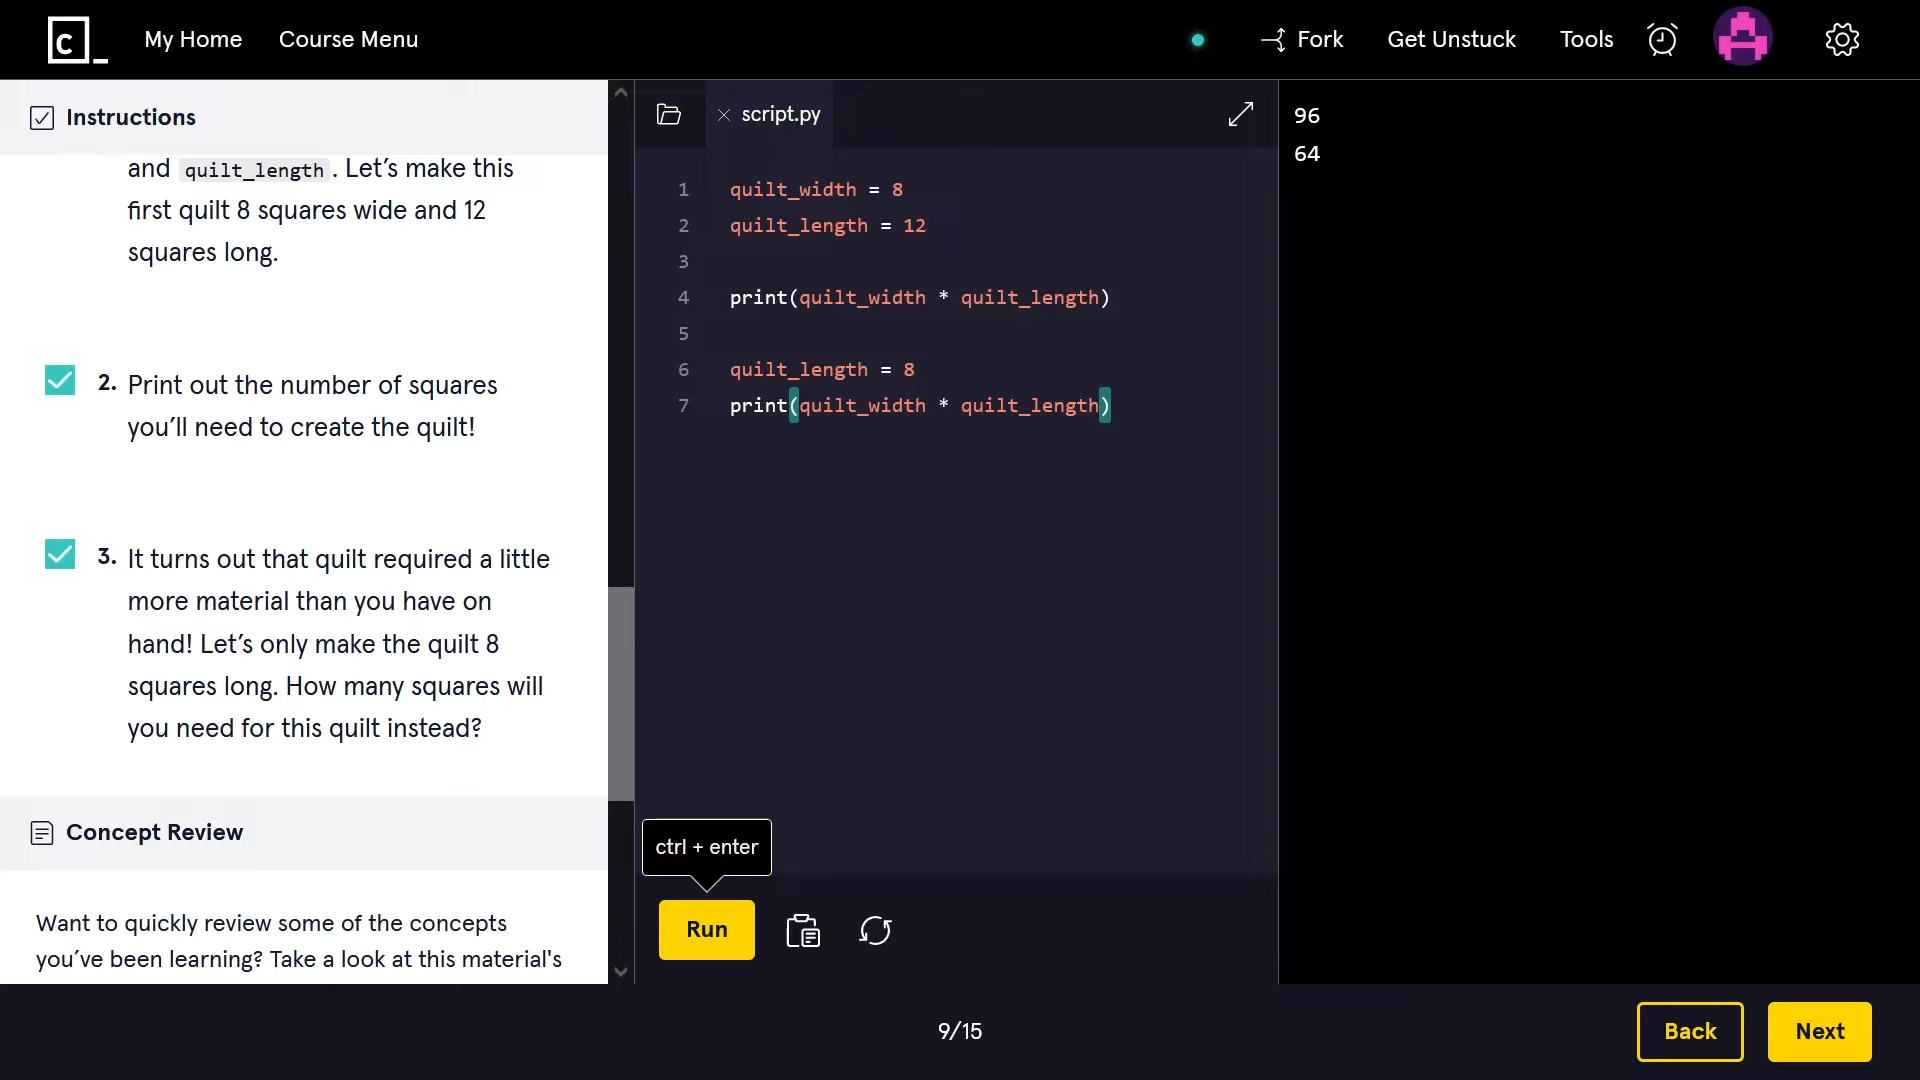 c_ My Home Course Menu Fork Get Unstuck Tools
Instructions
and quilt_length . Let’s make this
first quilt 8 squares wide and 12
squares long.
2. Print out the number of squares
you’ll need to create the quilt!
3. It turns out that quilt required a little
more material than you have on
hand! Let’s only make the quilt 8
squares long. How many squares will
you need for this quilt instead?
Concept Review
Want to quickly review some of the concepts
you’ve been learning? Take a look at this material's
script.py
1 quilt_width = 8
2 quilt_length = 12
3
4 print(quilt_width * quilt_length)
5
6 quilt_length = 8
7 print(quilt_width * quilt_length)
ctrl + enter
Run
96
64
9/15
Back Next